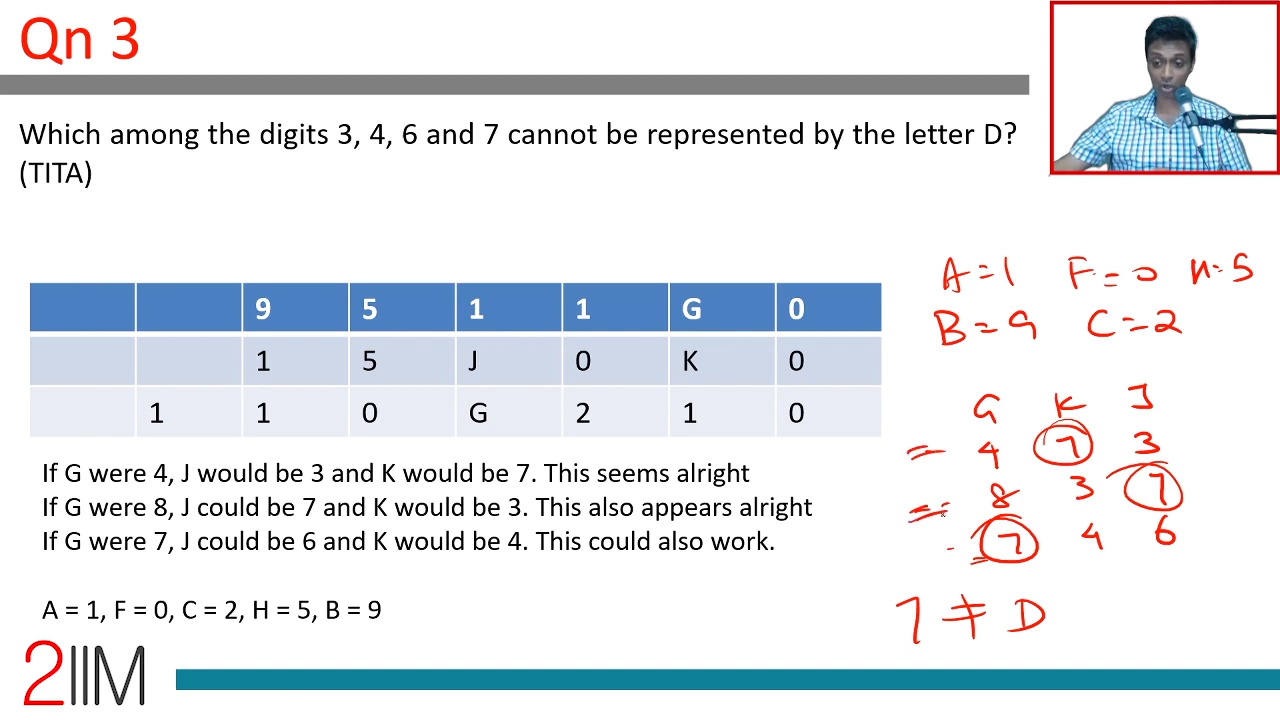 Qn 3
Which among the digits 3, 4, 6 and 7 cannot be represented by the letter D?
(TITA)
9 5 1 1 G 0
1 5 J 0 K 0
1 1 0 G 2 1 0
A = 1 F = 0 H = 5
B = 9 C = 2
G K J
= 4 7 3
= 8 3 7
= 7 4 6
7 ≠ D
If G were 4, J would be 3 and K would be 7. This seems alright
If G were 8, J could be 7 and K would be 3. This also appears alright
If G were 7, J could be 6 and K would be 4. This could also work.
A = 1, F = 0, C = 2, H = 5, B = 9
2IIM